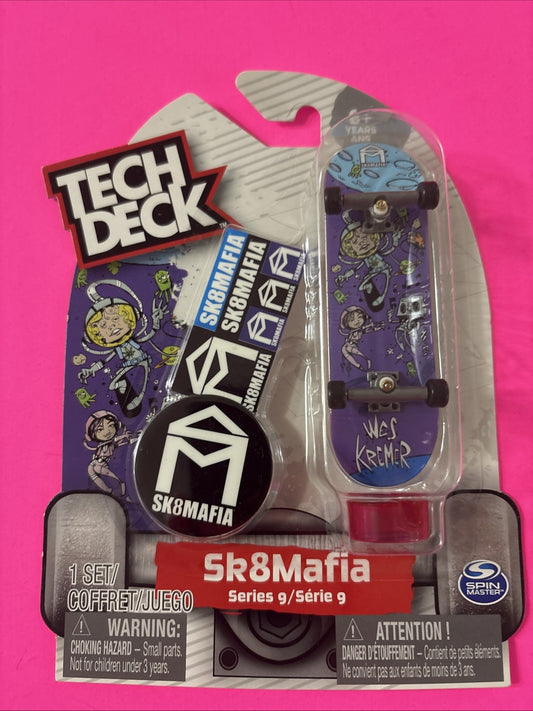 6+
YEARS
ANS
SK8MAFIA
TECH
DECK
SK8MAFIA
SK8MAFIA
SK8MAFIA
SK8MAFIA
SK8MAFIA
WES
KREMER
Sk8Mafia
Series 9/Série 9
1 SET/
COFFRET/JUEGO
SPIN
MASTER
WARNING:
CHOKING HAZARD – Small parts.
Not for children under 3 years.
ATTENTION !
DANGER D'ÉTOUFFEMENT – Contient de petits éléments.
Ne convient pas aux enfants de moins de 3 ans.